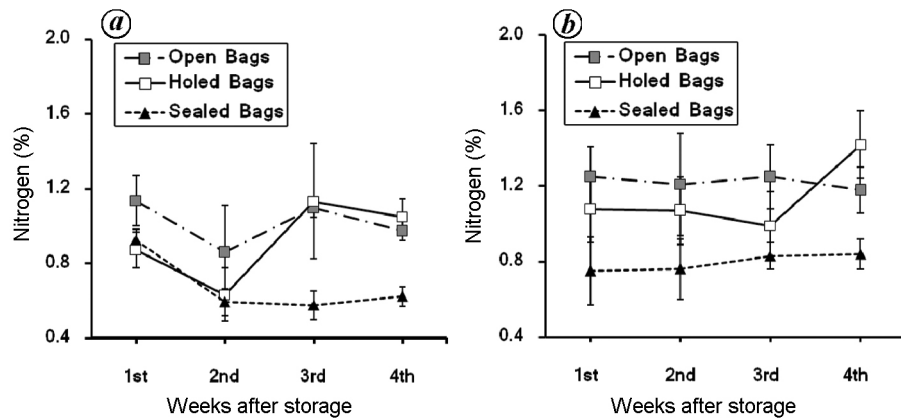 a
2.0
1.6
1.2
0.8
0.4
Nitrogen (%)
Open Bags
Holed Bags
Sealed Bags
1st 2nd 3rd 4th
Weeks after storage
b
2.0
1.6
1.2
0.8
0.4
Nitrogen (%)
Open Bags
Holed Bags
Sealed Bags
1st 2nd 3rd 4th
Weeks after storage